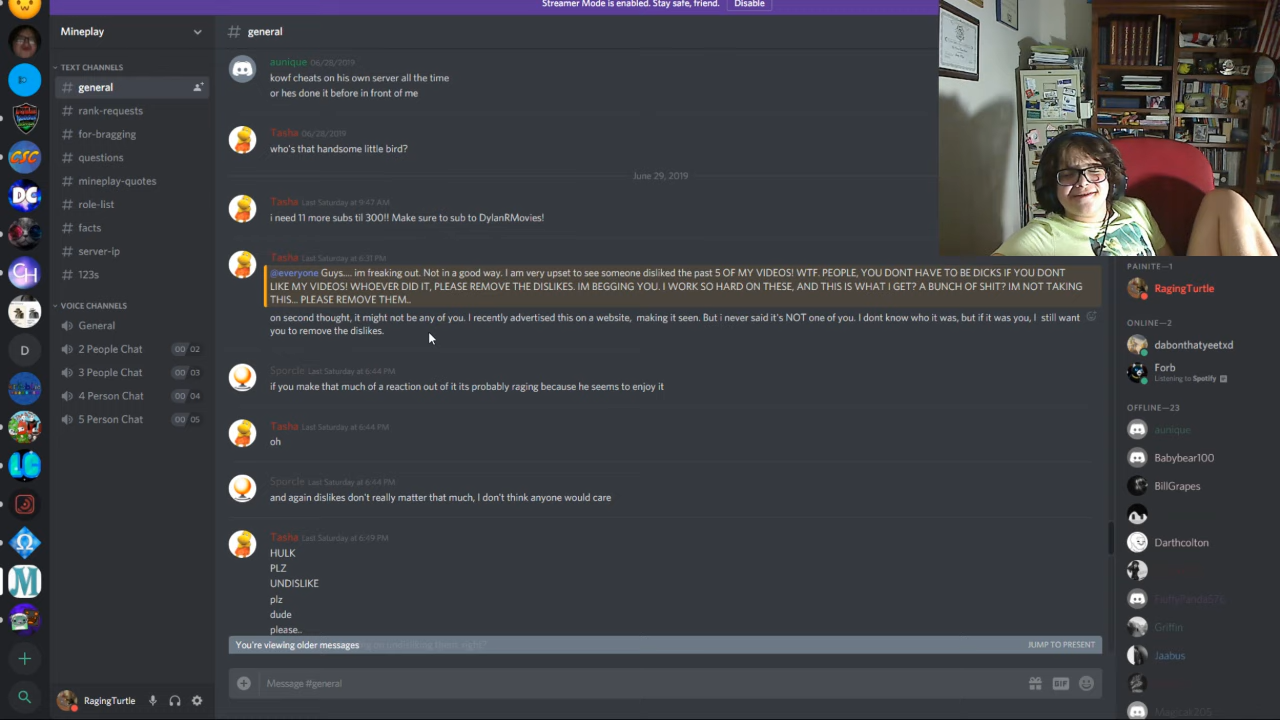 Streamer Mode is enabled. Stay safe, friend. Disable
Mineplay
TEXT CHANNELS
# general
# rank-requests
# for-bragging
# questions
# mineplay-quotes
# role-list
# facts
# server-ip
# 123s
VOICE CHANNELS
General
2 People Chat 00 02
3 People Chat 00 03
4 Person Chat 00 04
5 Person Chat 00 05
RagingTurtle
P
CSC
DC
CH
D
LC
M
# general
aunique 06/28/2019
kowf cheats on his own server all the time
or hes done it before in front of me
Tasha 06/28/2019
who's that handsome little bird?
June 29, 2019
Tasha Last Saturday at 9:47 AM
i need 11 more subs til 300!! Make sure to sub to DylanRMovies!
Tasha Last Saturday at 6:31 PM
@everyone Guys.... im freaking out. Not in a good way. I am very upset to see someone disliked the past 5 OF MY VIDEOS! WTF. PEOPLE, YOU DONT HAVE TO BE DICKS IF YOU DONT
LIKE MY VIDEOS! WHOEVER DID IT, PLEASE REMOVE THE DISLIKES. IM BEGGING YOU. I WORK SO HARD ON THESE, AND THIS IS WHAT I GET? A BUNCH OF SHIT? IM NOT TAKING
THIS... PLEASE REMOVE THEM..
on second thought, it might not be any of you. I recently advertised this on a website, making it seen. But i never said it's NOT one of you. I dont know who it was, but if it was you, I still want
you to remove the dislikes.
Sporcle Last Saturday at 6:44 PM
if you make that much of a reaction out of it its probably raging because he seems to enjoy it
Tasha Last Saturday at 6:44 PM
oh
Sporcle Last Saturday at 6:44 PM
and again dislikes don't really matter that much, I don't think anyone would care
Tasha Last Saturday at 6:49 PM
HULK
PLZ
UNDISLIKE
plz
dude
please..
You're viewing older messages JUMP TO PRESENT
Message #general
GIF
PAINITE—1
RagingTurtle
ONLINE—2
dabonthatyeetxd
Forb
Listening to Spotify
OFFLINE—23
aunique
Babybear100
BillGrapes
Darthcolton
Griffin
Jaabus